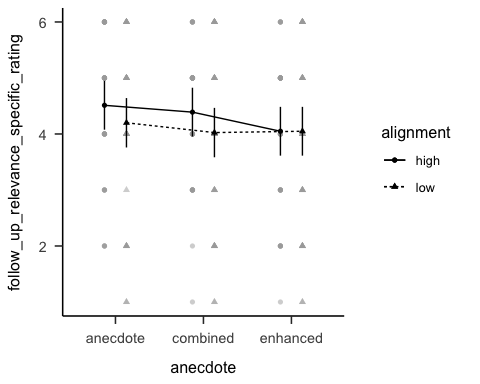 follow_up_relevance_specific_rating
6
4
2
anecdote combined enhanced
anecdote
alignment
high
low